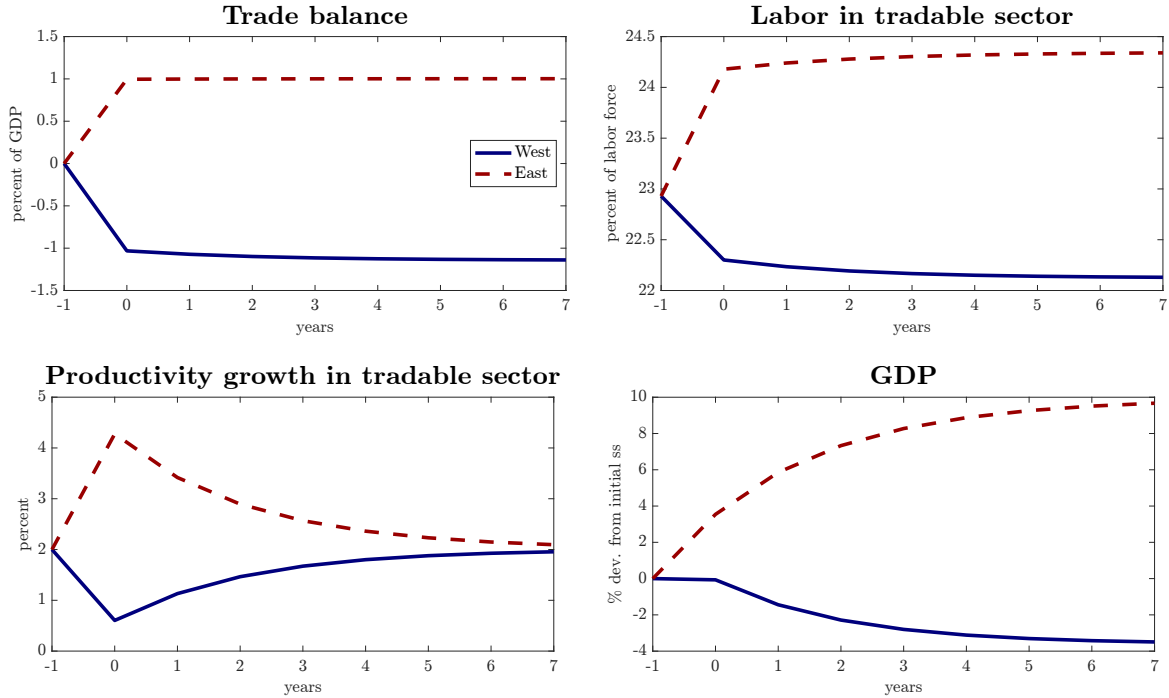 Trade balance
1.5
1
0.5
0
-0.5
-1
-1.5
percent of GDP
West
East
-1 0 1 2 3 4 5 6 7
years
Labor in tradable sector
24.5
24
23.5
23
22.5
22
percent of labor force
-1 0 1 2 3 4 5 6 7
years
Productivity growth in tradable sector
5
4
3
2
1
0
percent
-1 0 1 2 3 4 5 6 7
years
GDP
10
8
6
4
2
0
-2
-4
% dev. from initial ss
-1 0 1 2 3 4 5 6 7
years